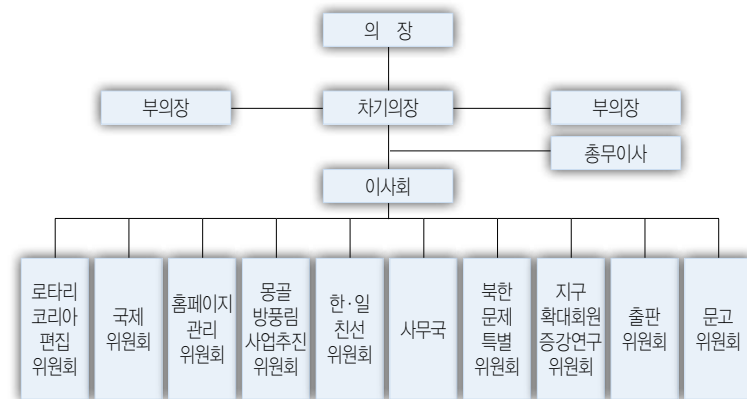 의 장
부의장
차기의장
부의장
총무이사
이사회
로타리
코리아
편집
위원회
국제
위원회
홈페이지
관리
위원회
몽골
방풍림
사업추진
위원회
한·일
친선
위원회
사무국
북한
문제
특별
위원회
지구
확대회원
증강연구
위원회
출판
위원회
문고
위원회